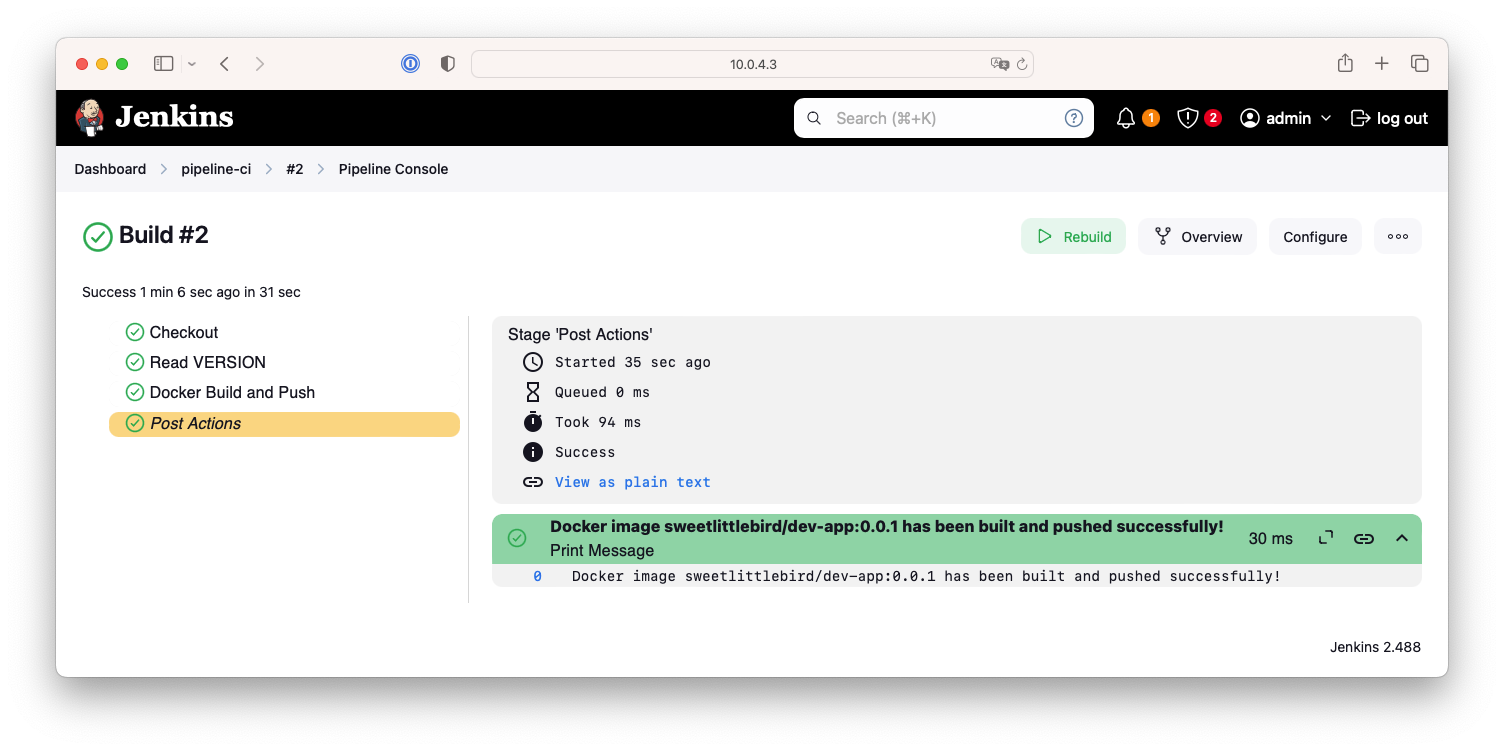 10.0.4.3
Jenkins
Search (⌘+K)
1
2
admin
log out
Dashboard
pipeline-ci
#2
Pipeline Console
Build #2
Rebuild
Overview
Configure
Success 1 min 6 sec ago in 31 sec
Checkout
Read VERSION
Docker Build and Push
Post Actions
Stage 'Post Actions'
Started 35 sec ago
Queued 0 ms
Took 94 ms
Success
View as plain text
Docker image sweetlittlebird/dev-app:0.0.1 has been built and pushed successfully!
Print Message
30 ms
0 Docker image sweetlittlebird/dev-app:0.0.1 has been built and pushed successfully!
Jenkins 2.488